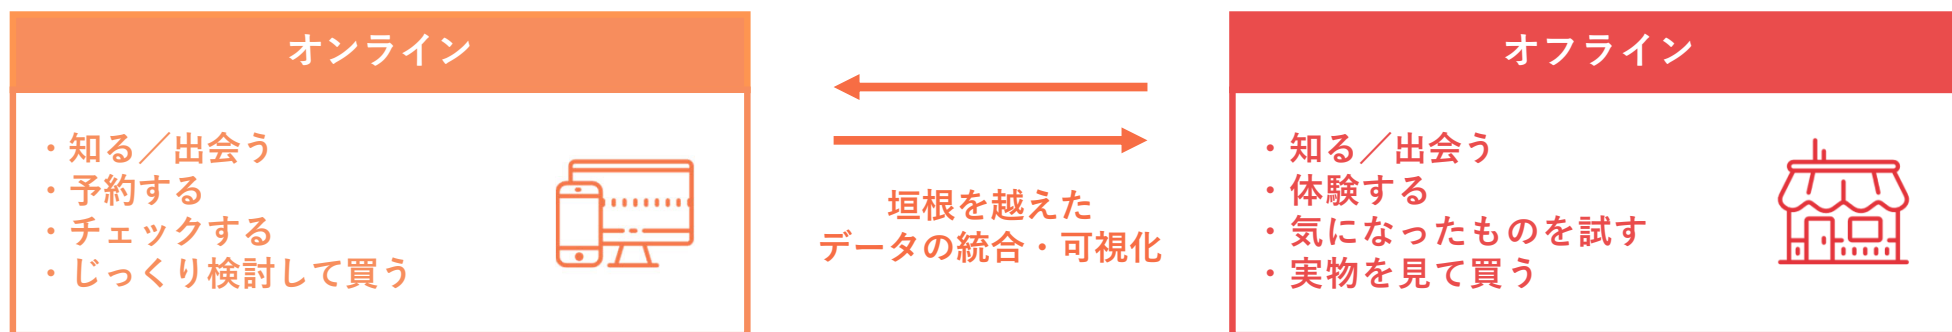 オンライン
・知る／出会う
・予約する
・チェックする
・じっくり検討して買う
垣根を越えた
データの統合・可視化
オフライン
・知る／出会う
・体験する
・気になったものを試す
・実物を見て買う